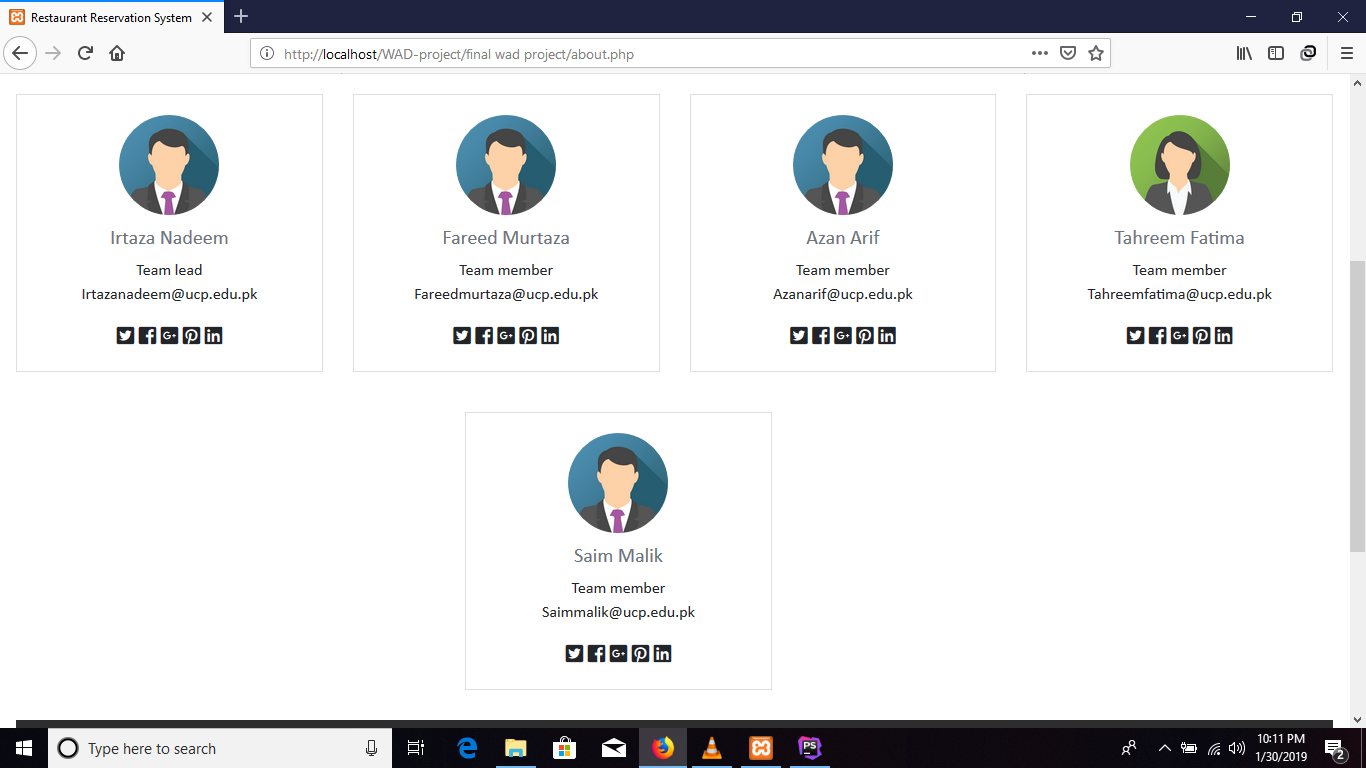 Restaurant Reservation System
http://localhost/WAD-project/final wad project/about.php
Irtaza Nadeem
Team lead
Irtazanadeem@ucp.edu.pk
Fareed Murtaza
Team member
Fareedmurtaza@ucp.edu.pk
Azan Arif
Team member
Azanarif@ucp.edu.pk
Tahreem Fatima
Team member
Tahreemfatima@ucp.edu.pk
Saim Malik
Team member
Saimmalik@ucp.edu.pk
Type here to search
PS
10:11 PM
1/30/2019
2